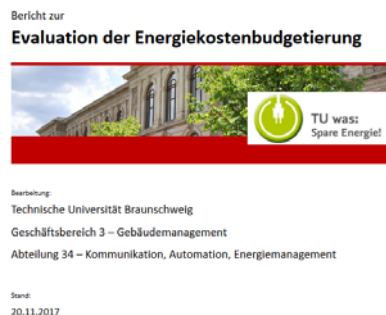 Bericht zur
Evaluation der Energiekostenbudgetierung
TU was:
Spare Energie!
Bearbeitung:
Technische Universität Braunschweig
Geschäftsbereich 3 – Gebäudemanagement
Abteilung 34 – Kommunikation, Automation, Energiemanagement
Stand:
20.11.2017